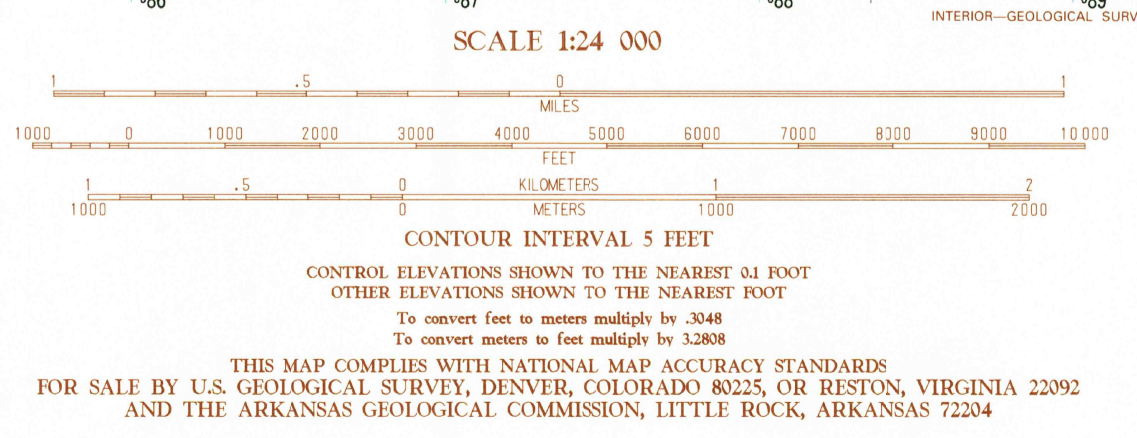 INTERIOR—GEOLOGICAL SURV
SCALE 1:24 000
1 .5 0 1
MILES
1000 0 1000 2000 3000 4000 5000 6000 7000 8000 9000 10 000
FEET
1 .5 0 KILOMETERS 1 2
1000 0 METERS 1000 2000
CONTOUR INTERVAL 5 FEET
CONTROL ELEVATIONS SHOWN TO THE NEAREST 0.1 FOOT
OTHER ELEVATIONS SHOWN TO THE NEAREST FOOT
To convert feet to meters multiply by .3048
To convert meters to feet multiply by 3.2808
THIS MAP COMPLIES WITH NATIONAL MAP ACCURACY STANDARDS
FOR SALE BY U.S. GEOLOGICAL SURVEY, DENVER, COLORADO 80225, OR RESTON, VIRGINIA 22092
AND THE ARKANSAS GEOLOGICAL COMMISSION, LITTLE ROCK, ARKANSAS 72204